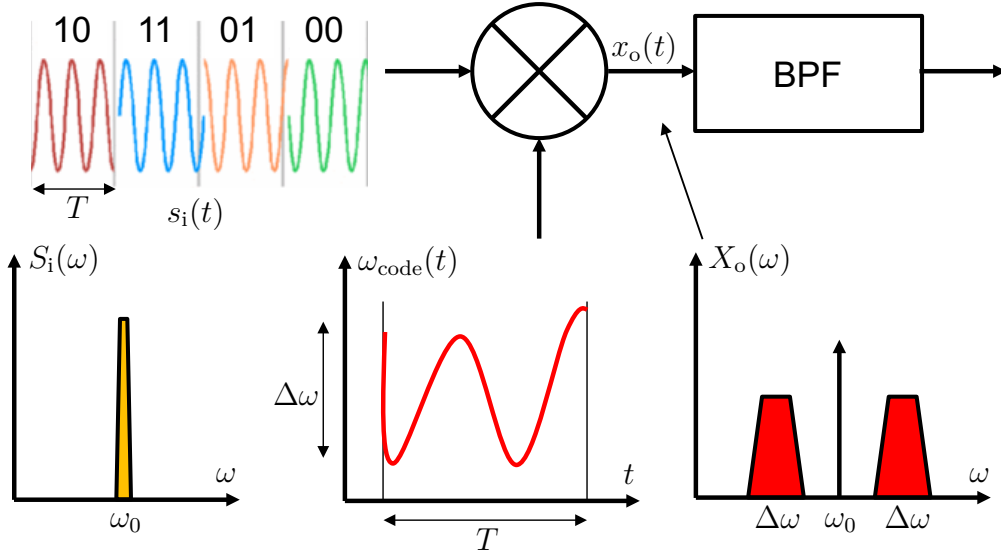 10 11 01 00
x_o(t)
BPF
T
s_i(t)
S_i(ω)
ω_code(t)
X_o(ω)
Δω
ω
t
ω
ω_0
T
Δω ω_0 Δω